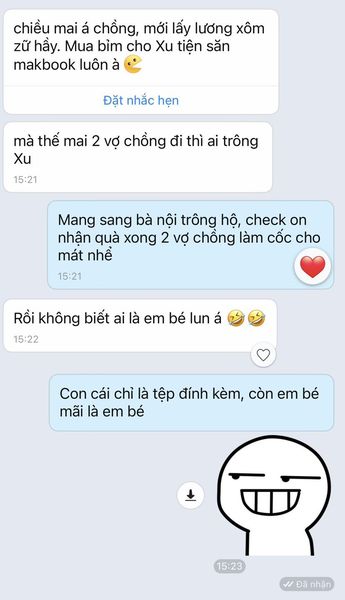 chiều mai á chồng, mới lấy lương xôm
zữ hầy. Mua bỉm cho Xu tiện săn
makbook luôn à
Đặt nhắc hẹn
mà thế mai 2 vợ chồng đi thì ai trông
Xu
15:21
Mang sang bà nội trông hộ, check on
nhận quà xong 2 vợ chồng làm cốc cho
mát nhể
15:21
Rồi không biết ai là em bé lun á
15:22
Con cái chỉ là tệp đính kèm, còn em bé
mãi là em bé
15:23
Đã nhận